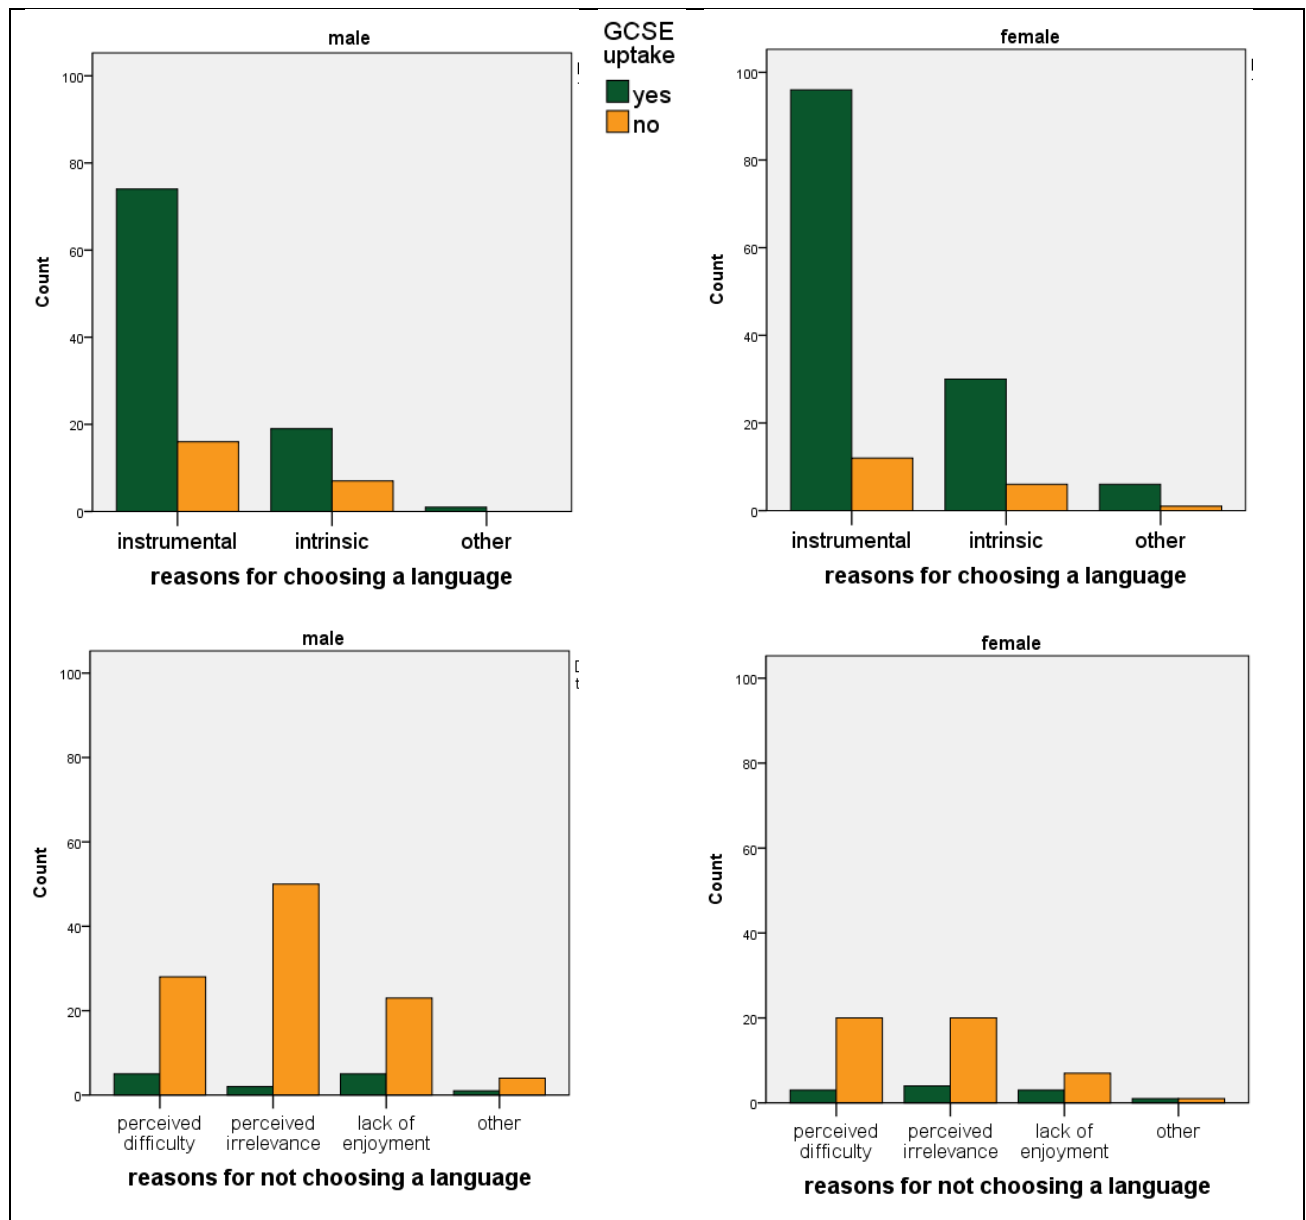 male
100
80
60
40
20
0
Count
instrumental intrinsic other
reasons for choosing a language
GCSE
uptake
yes
no
female
100
80
60
40
20
0
Count
instrumental intrinsic other
reasons for choosing a language
male
100
80
60
40
20
0
Count
perceived difficulty
perceived irrelevance
lack of enjoyment
other
reasons for not choosing a language
female
100
80
60
40
20
0
Count
perceived difficulty
perceived irrelevance
lack of enjoyment
other
reasons for not choosing a language